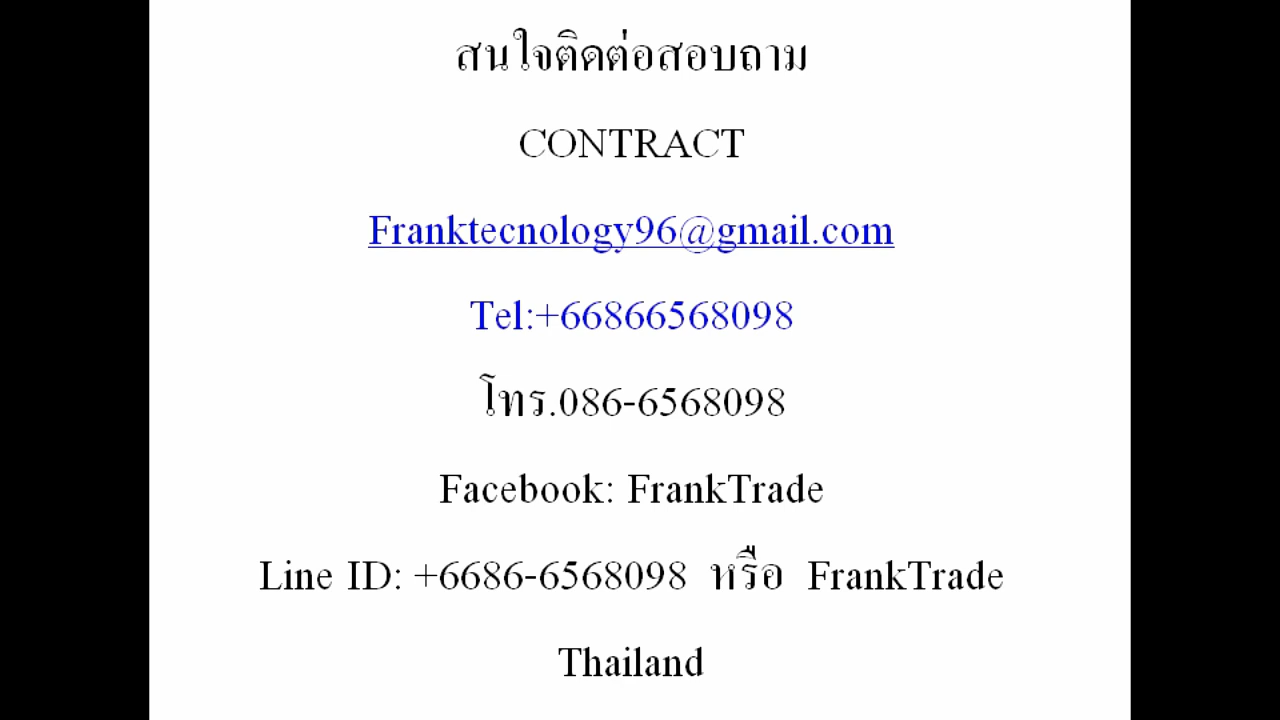 สนใจติดต่อสอบถาม
CONTRACT
Franktecnology96@gmail.com
Tel:+66866568098
โทร.086-6568098
Facebook: FrankTrade
Line ID: +6686-6568098 หรือ FrankTrade
Thailand